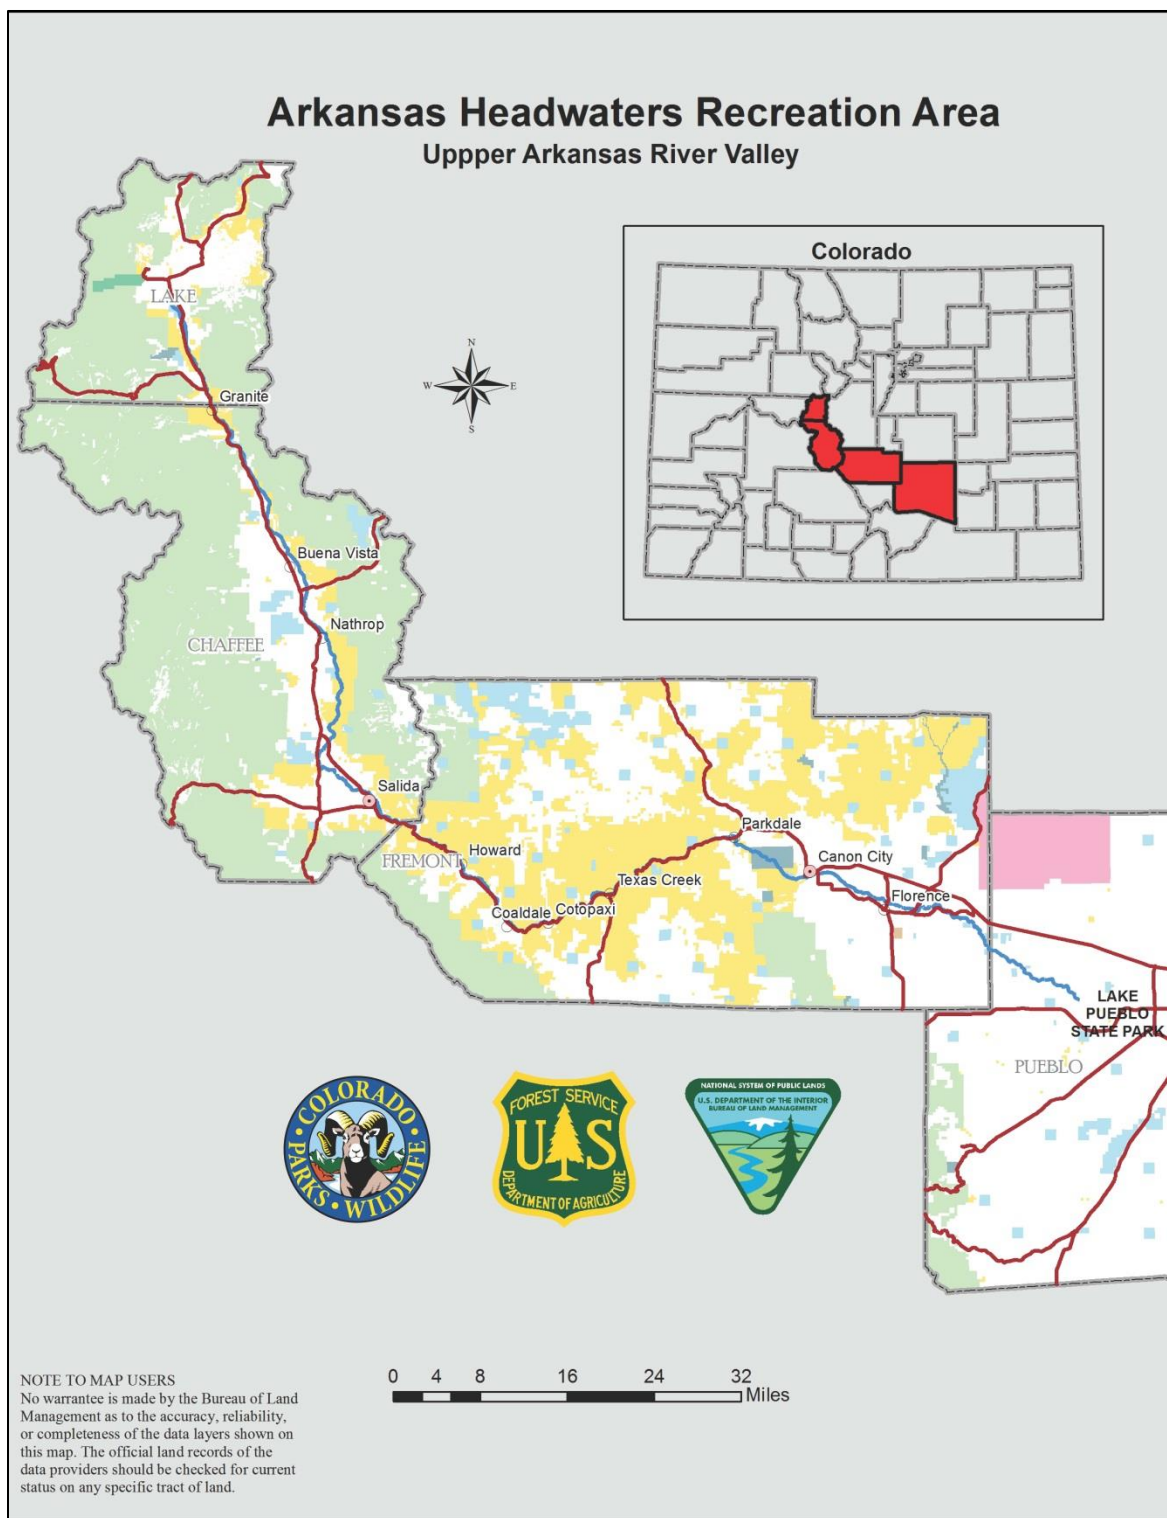 Arkansas Headwaters Recreation Area
Uppper Arkansas River Valley
Colorado
LAKE
N
W
E
S
Granite
Buena Vista
Nathrop
CHAFFEE
Salida
Parkdale
Howard
FREMONT
Canon City
Texas Creek
Florence
Coaldale
Cotopaxi
LAKE
PUEBLO
STATE PARK
PUEBLO
COLORADO
PARKS • WILDLIFE
FOREST SERVICE
US
DEPARTMENT OF AGRICULTURE
NATIONAL SYSTEM OF PUBLIC LANDS
U.S. DEPARTMENT OF THE INTERIOR
BUREAU OF LAND MANAGEMENT
0 4 8 16 24 32
Miles
NOTE TO MAP USERS
No warrantee is made by the Bureau of Land
Management as to the accuracy, reliability,
or completeness of the data layers shown on
this map. The official land records of the
data providers should be checked for current
status on any specific tract of land.